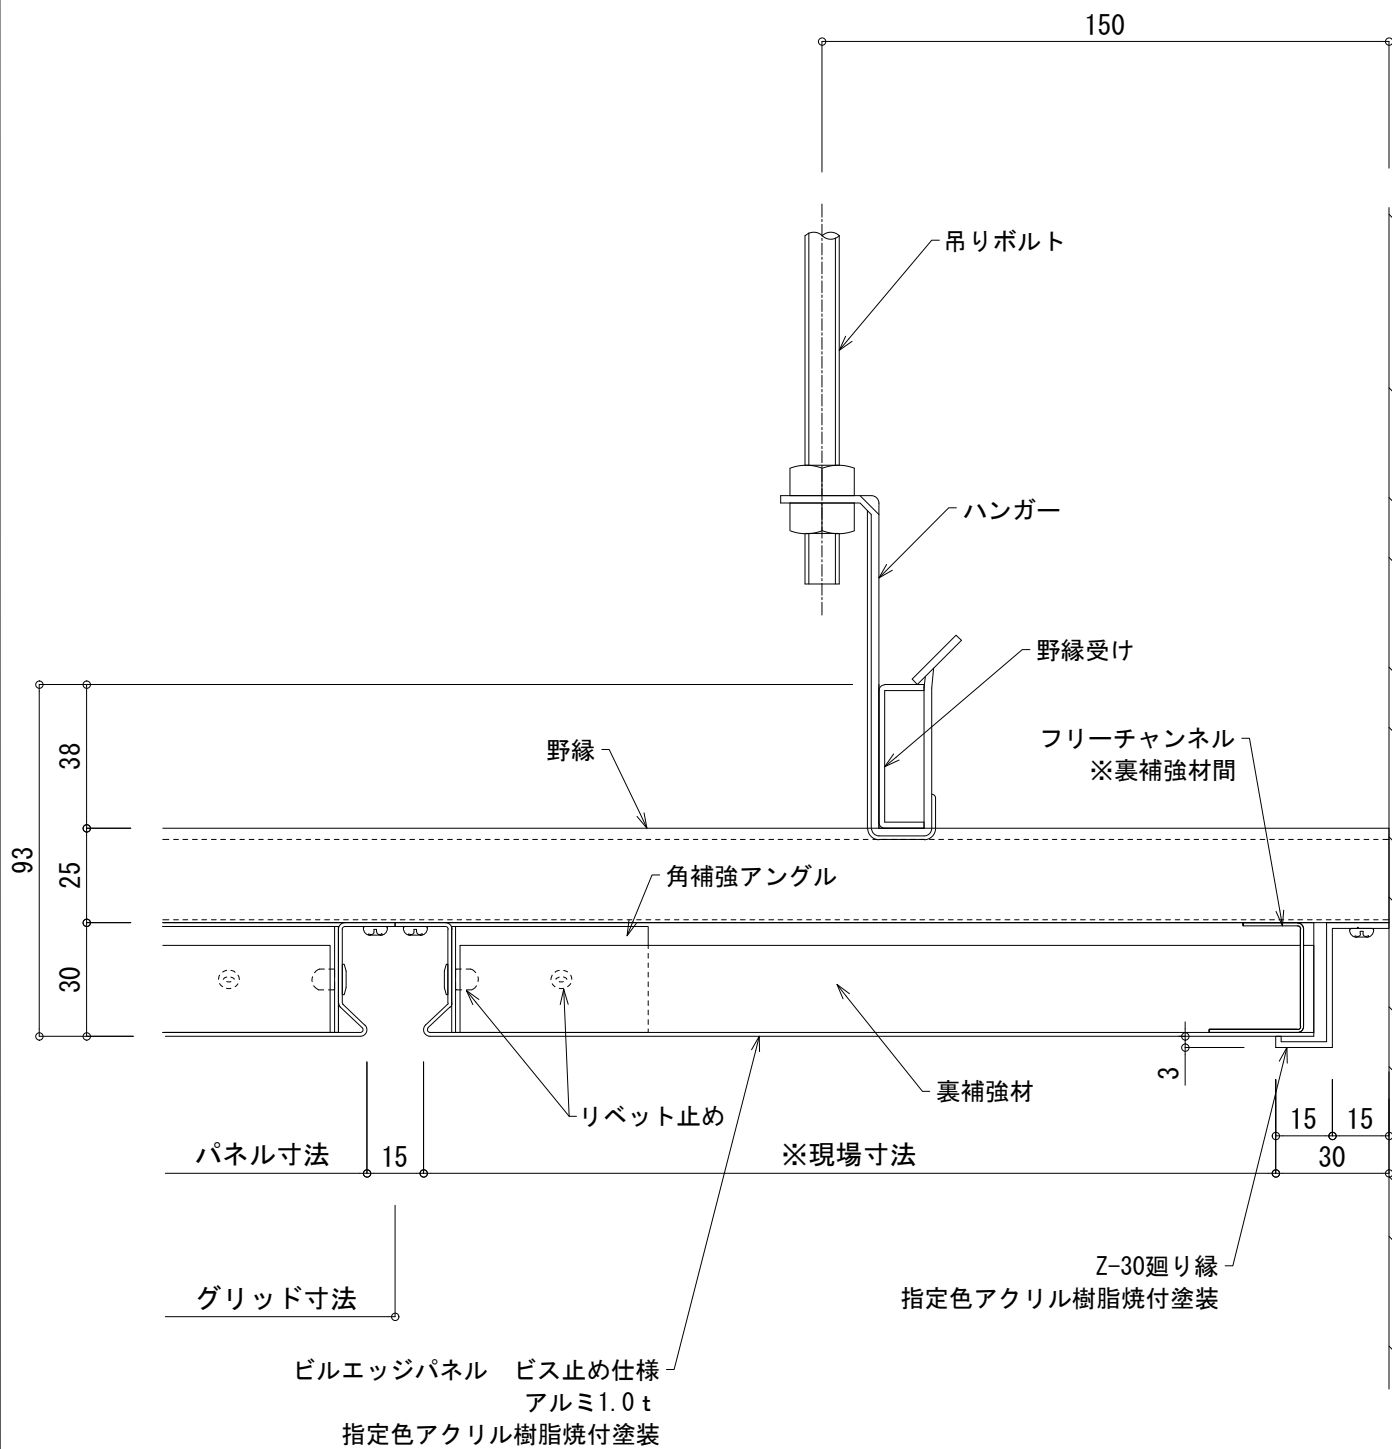 150
吊りボルト
ハンガー
野縁受け
フリーチャンネル
※裏補強材間
野縁
38
93
25
角補強アングル
30
3
裏補強材
リベット止め
15
15
パネル寸法
15
※現場寸法
30
Z-30廻り縁
指定色アクリル樹脂焼付塗装
グリッド寸法
ビルエッジパネル　ビス止め仕様
アルミ1.0t
指定色アクリル樹脂焼付塗装